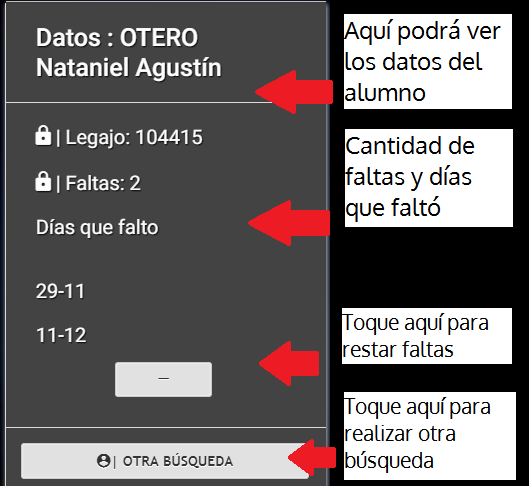 Datos : OTERO
Nataniel Agustín
| Legajo: 104415
| Faltas: 2
Días que falto
29-11
11-12
—
| OTRA BÚSQUEDA
Aquí podrá ver
los datos del
alumno
Cantidad de
faltas y días
que faltó
Toque aquí para
restar faltas
Toque aquí para
realizar otra
búsqueda